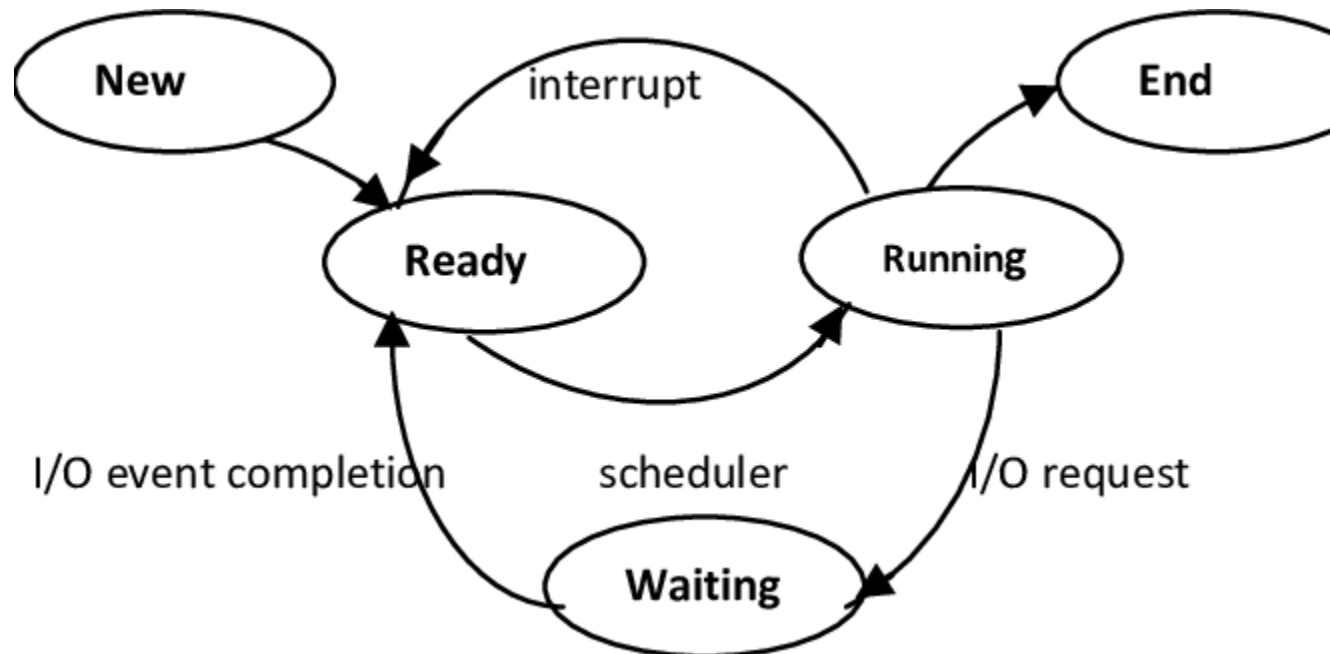 New
interrupt
End
Ready
Running
I/O event completion
scheduler
I/O request
Waiting